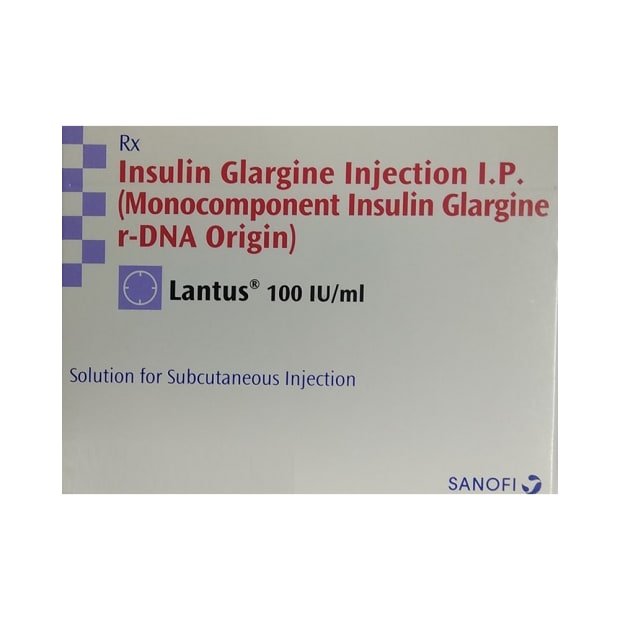 Rx
Insulin Glargine Injection I.P.
(Monocomponent Insulin Glargine
r-DNA Origin)
Lantus® 100 IU/ml
Solution for Subcutaneous Injection
SANOFI